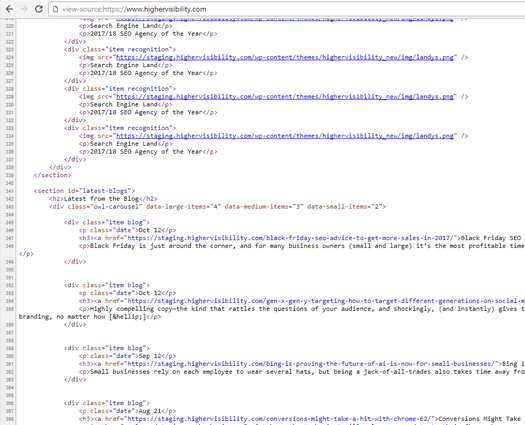 view-source:https://www.highervisibility.com
<img src="https://staging.highervisibility.com/wp-content/themes/highervisibility_new/img/landys.png" />
320 <p>Search Engine Land</p>
321 <p>2017/18 SEO Agency of the Year</p>
322 </div>
323 <div class="item recognition">
324 <img src="https://staging.highervisibility.com/wp-content/themes/highervisibility_new/img/landys.png" />
325 <p>Search Engine Land</p>
326 <p>2017/18 SEO Agency of the Year</p>
327 </div>
328 <div class="item recognition">
329 <img src="https://staging.highervisibility.com/wp-content/themes/highervisibility_new/img/landys.png" />
330 <p>Search Engine Land</p>
331 <p>2017/18 SEO Agency of the Year</p>
332 </div>
333 <div class="item recognition">
334 <img src="https://staging.highervisibility.com/wp-content/themes/highervisibility_new/img/landys.png" />
335 <p>Search Engine Land</p>
336 <p>2017/18 SEO Agency of the Year</p>
337 </div>
338 </div>
339 </section>
340
341 <section id="latest-blogs">
342 <h2>Latest from the Blog</h2>
343 <div class="owl-carousel" data-large-items="4" data-medium-items="3" data-small-items="2">
344
345 <div class="item blog">
346 <p class="date">Oct 12</p>
347 <h3><a href="https://staging.highervisibility.com/black-friday-seo-advice-to-get-more-sales-in-2017/">Black Friday SEO
348 <p>Black Friday is just around the corner, and for many business owners (small and large) it's the most profitable time
</p>
349 </div>
350
351 <div class="item blog">
352 <p class="date">Oct 12</p>
353 <h3><a href="https://staging.highervisibility.com/gen-x-gen-y-targeting-how-to-target-different-generations-on-social-m
354 <p>Highly compelling copy—the kind that rattles the questions of your audience, and shockingly, (and instantly) gives t
branding, no matter how [&hellip;]</p>
355 </div>
356
357
358 <div class="item blog">
359 <p class="date">Sep 12</p>
360 <h3><a href="https://staging.highervisibility.com/bing-is-proving-the-future-of-ai-is-now-for-small-businesses/">Bing i
361 <p>Small businesses rely on each employee to wear several hats, but being a jack-of-all-trades also takes time away fro
362 </div>
363
364
365 <div class="item blog">
366 <p class="date">Aug 21</p>
367 <h3><a href="https://staging.highervisibility.com/conversions-might-take-a-hit-with-chrome-62/">Conversions Might Take